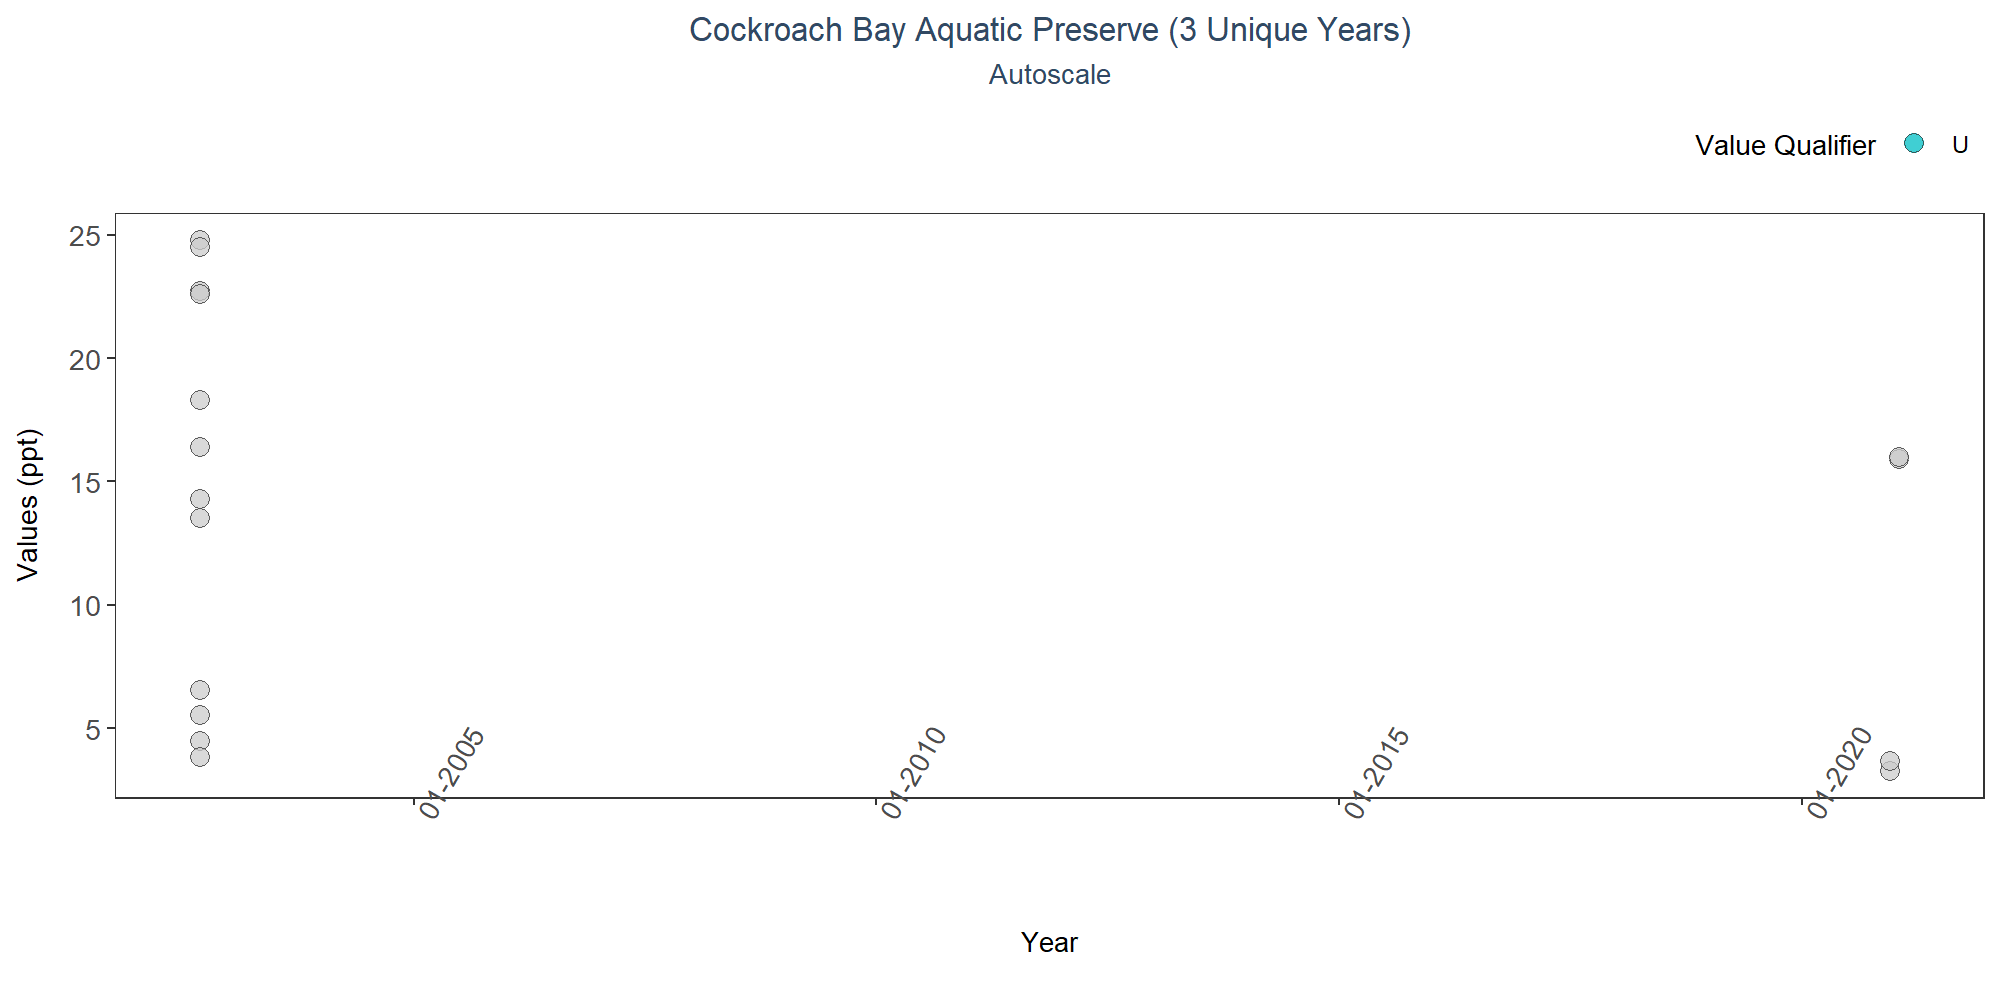 Cockroach Bay Aquatic Preserve (3 Unique Years)
Autoscale
Value Qualifier U
Values (ppt)
25
20
15
10
5
01-2005
01-2010
01-2015
01-2020
Year